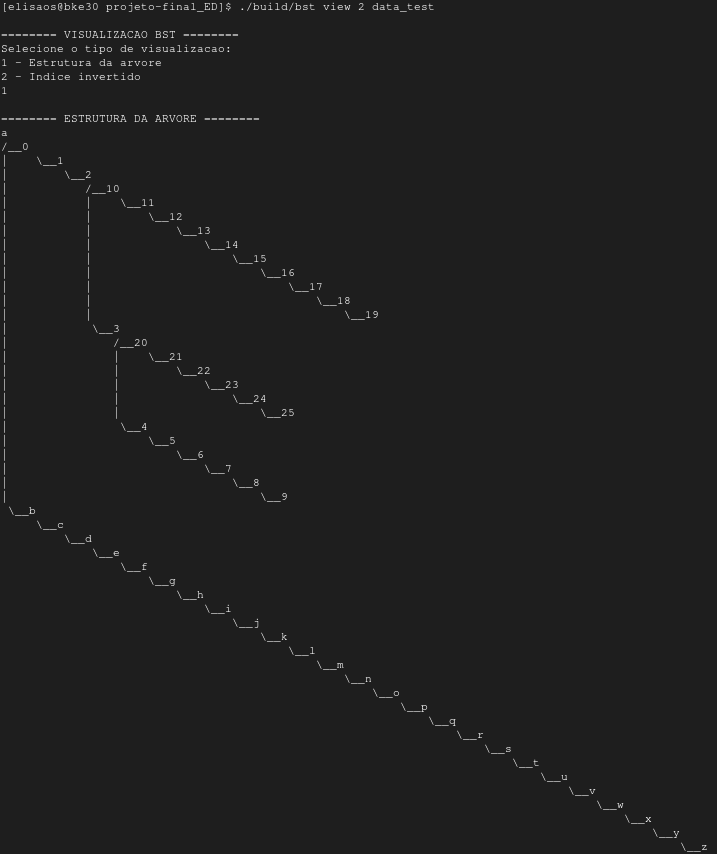 [elisaos@bke30 projeto-final_ED]$ ./build/bst view 2 data_test

-------- VISUALIZACAO BST --------
Selecione o tipo de visualizacao:
1 - Estrutura da arvore
2 - Indice invertido
1

-------- ESTRUTURA DA ARVORE --------
a
/__0
|    \__1
|        \__2
|           /__10
|           |    \__11
|           |        \__12
|           |            \__13
|           |                \__14
|           |                    \__15
|           |                        \__16
|           |                            \__17
|           |                                \__18
|           |                                    \__19
|            \__3
|               /__20
|               |    \__21
|               |        \__22
|               |            \__23
|               |                \__24
|               |                    \__25
|                \__4
|                    \__5
|                        \__6
|                            \__7
|                                \__8
|                                    \__9
 \__b
     \__c
         \__d
             \__e
                 \__f
                     \__g
                         \__h
                             \__i
                                 \__j
                                     \__k
                                         \__l
                                             \__m
                                                 \__n
                                                     \__o
                                                         \__p
                                                             \__q
                                                                 \__r
                                                                     \__s
                                                                         \__t
                                                                             \__u
                                                                                 \__v
                                                                                     \__w
                                                                                         \__x
                                                                                             \__y
                                                                                                 \__z